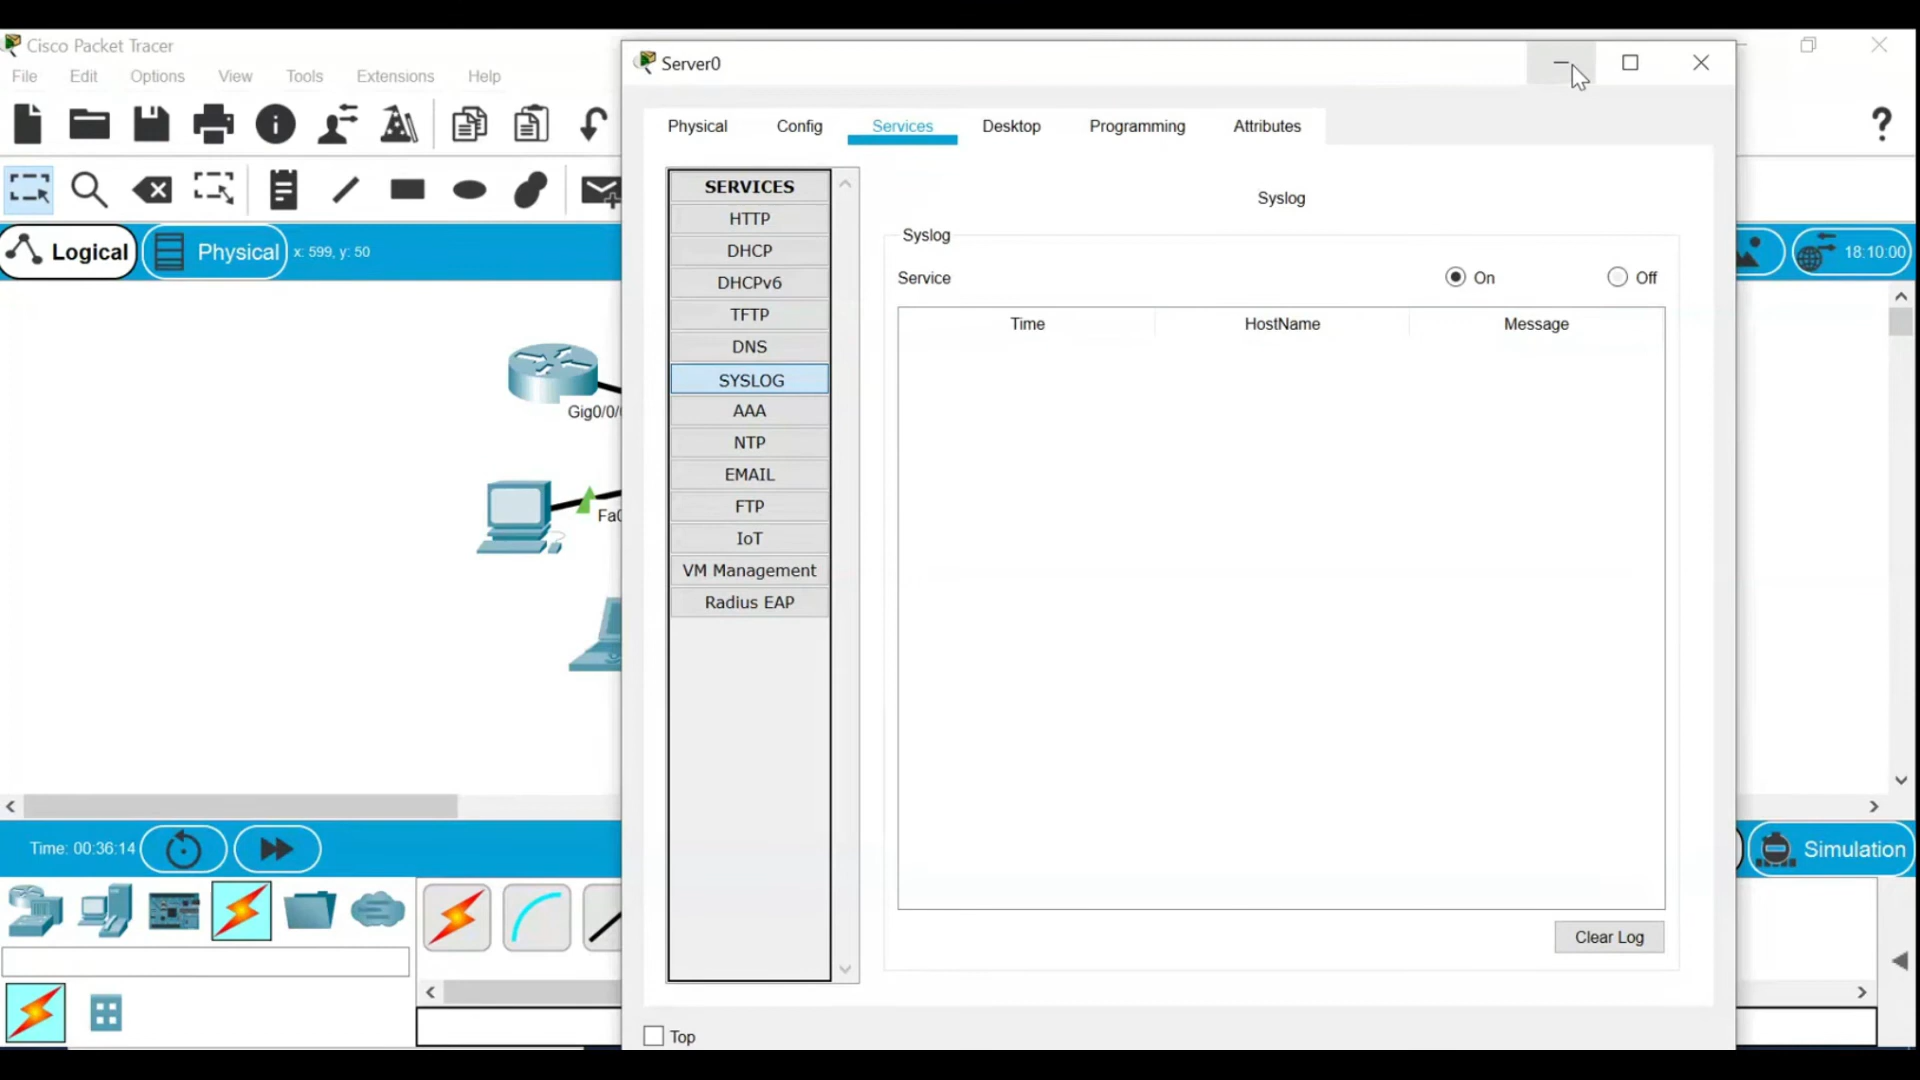 Cisco Packet Tracer
File Edit Options View Tools Extensions Help
Logical Physical x: 599, y: 50
Gig0/0/
Fa0
Time: 00:36:14
Server0
Physical Config Services Desktop Programming Attributes
SERVICES
HTTP
DHCP
DHCPv6
TFTP
DNS
SYSLOG
AAA
NTP
EMAIL
FTP
IoT
VM Management
Radius EAP
Syslog
Syslog
Service On Off
Time HostName Message
Clear Log
Top
?
18:10:00
Simulation